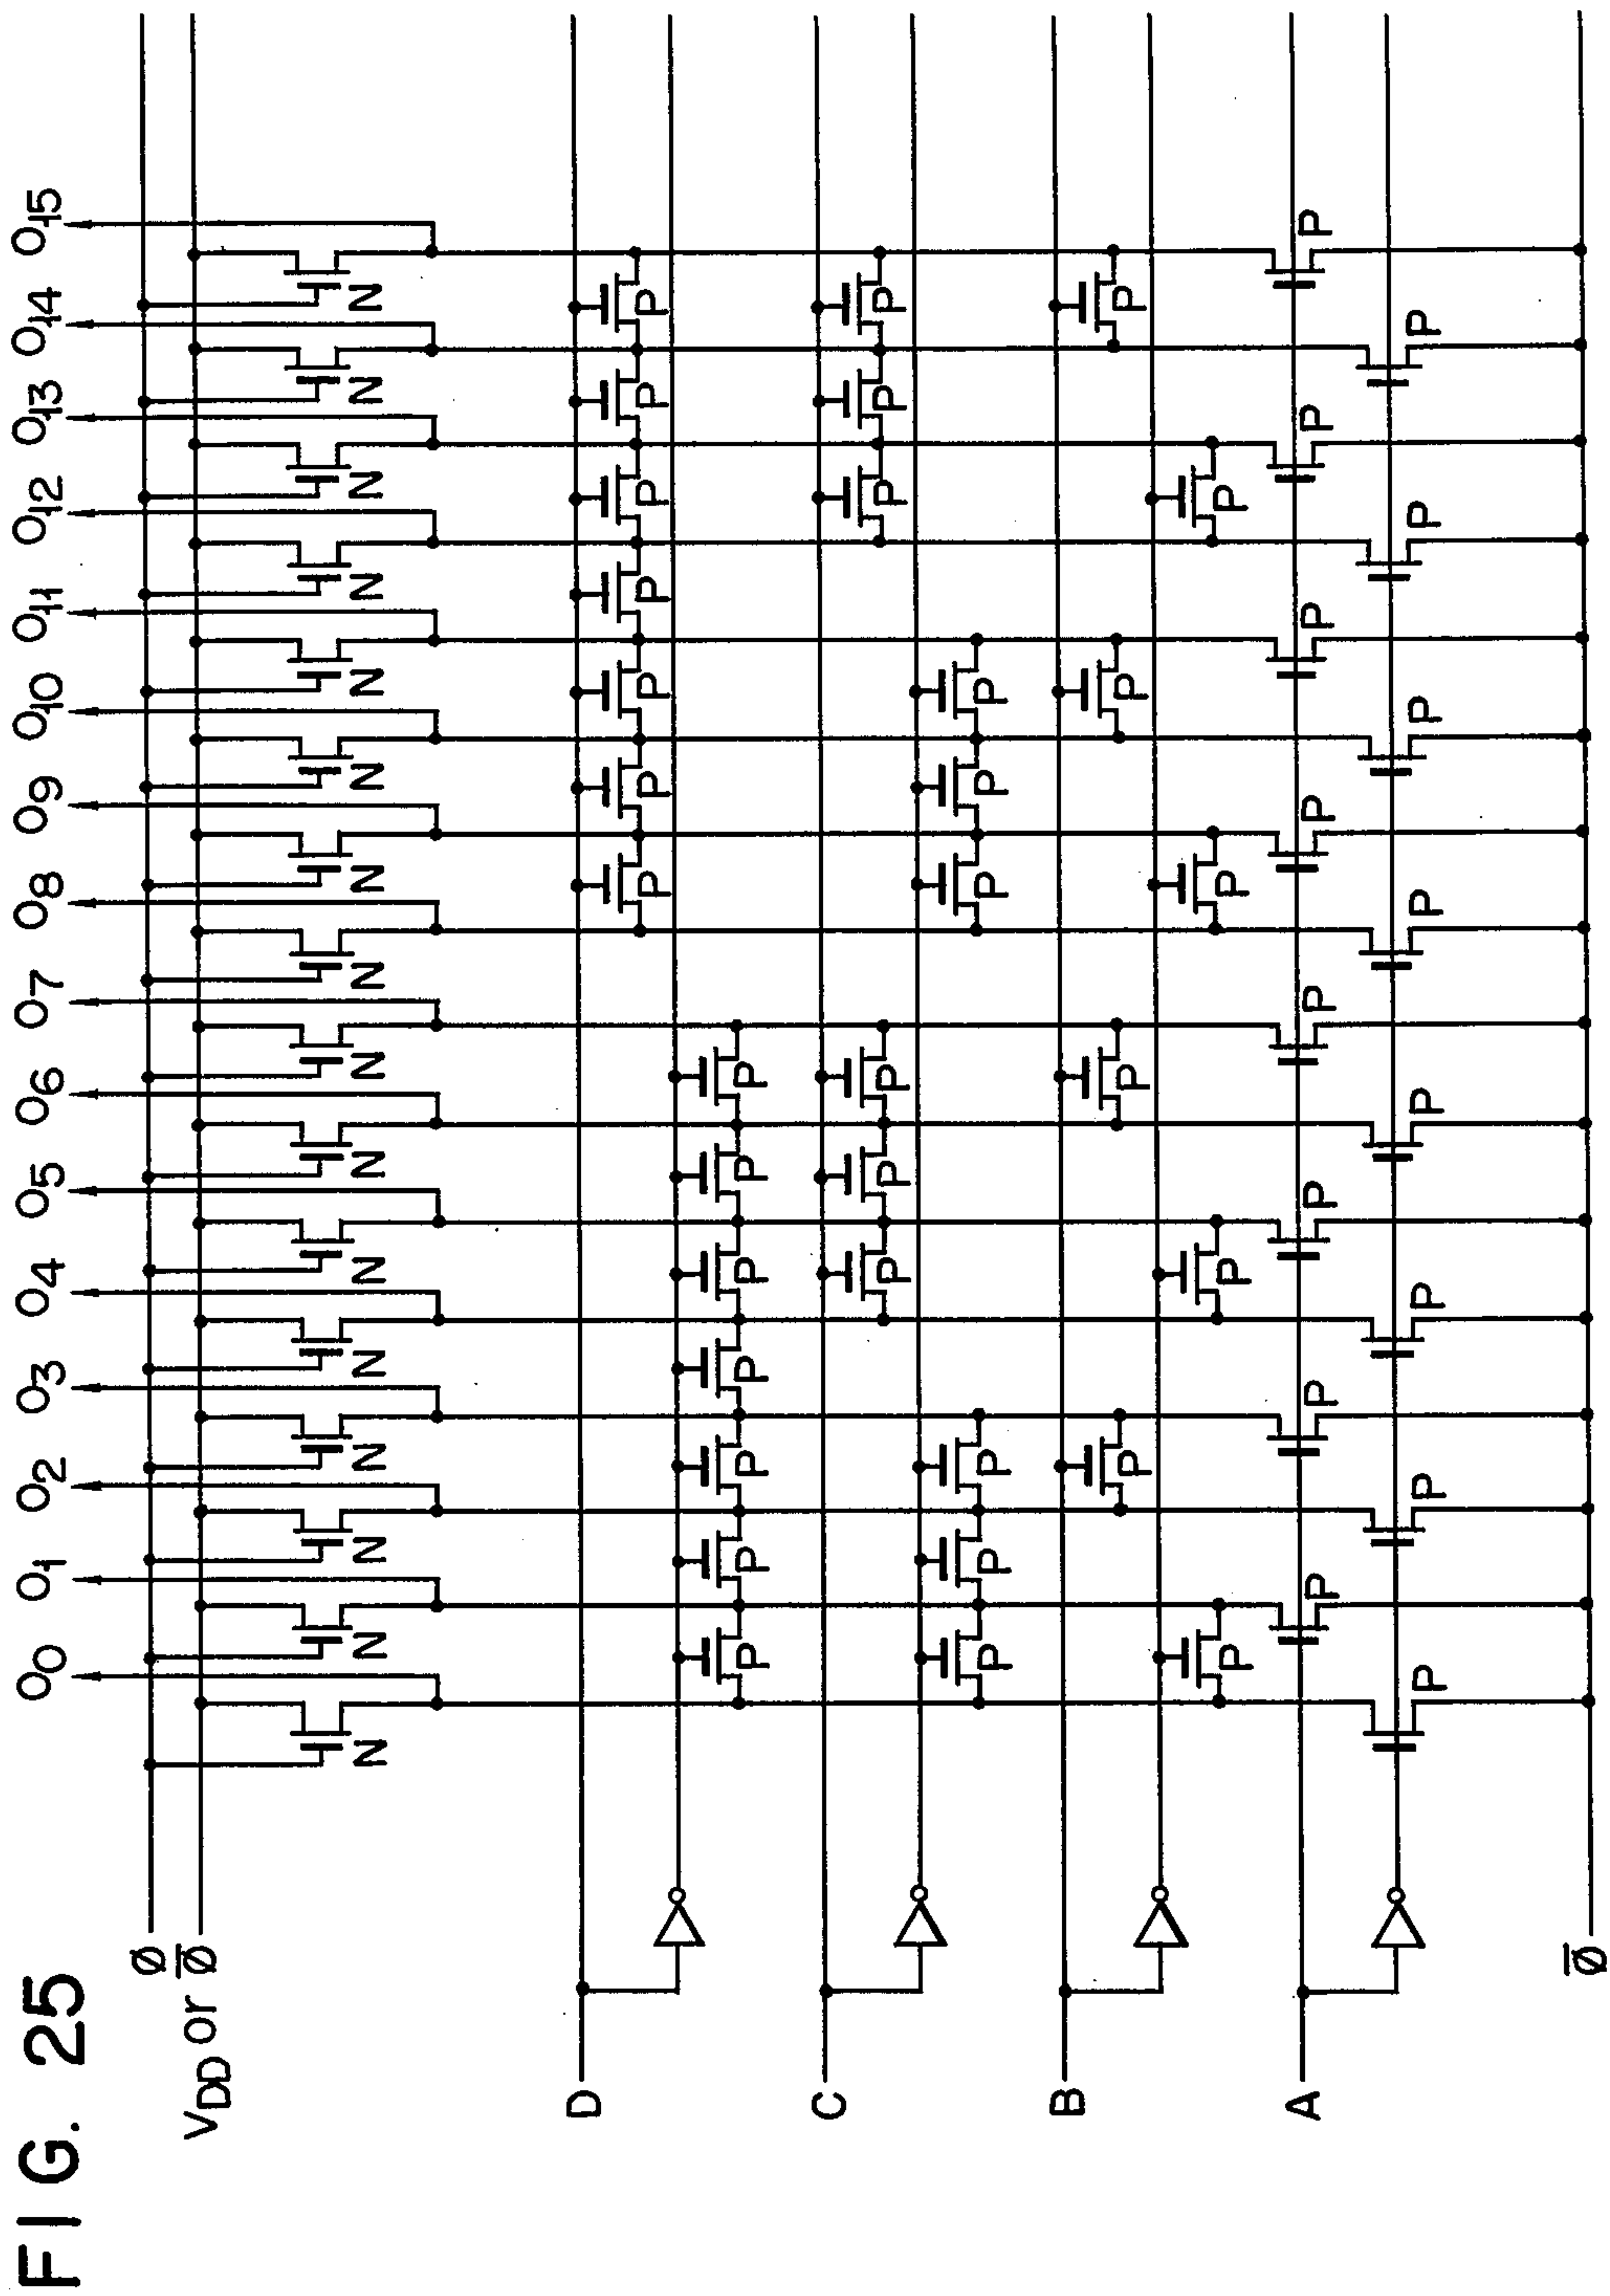 FIG. 25
O0 O1 O2 O3 O4 O5 O6 O7 O8 O9 O10 O11 O12 O13 O14 O15
Ø
VDD or Ø̅
N N N N N N N N N N N N N N N N
D
P P P P P P P
P P P P P P P
C
P P P P P P
P P P P P P
B
P P P P
P P P P
A
P P P P P P P P
P P P P P P P P
Ø̅